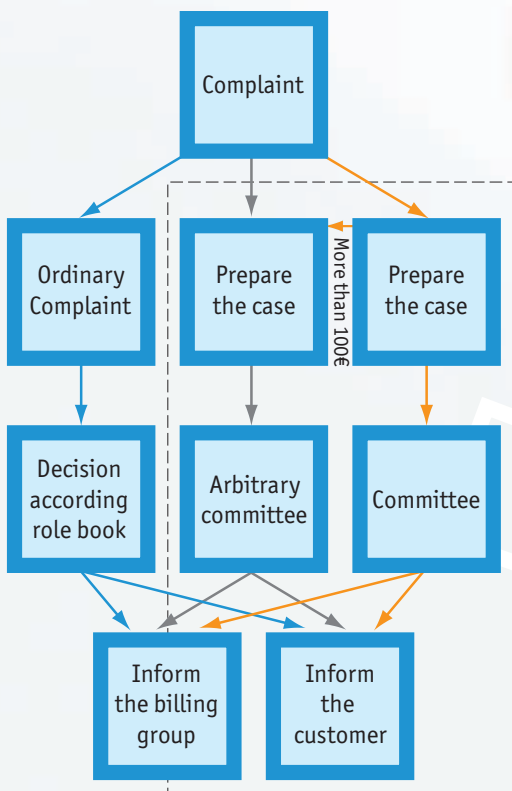 Complaint
Ordinary
Complaint
Prepare
the case
More than 100€
Prepare
the case
Decision
according
role book
Arbitrary
committee
Committee
Inform
the billing
group
Inform
the
customer